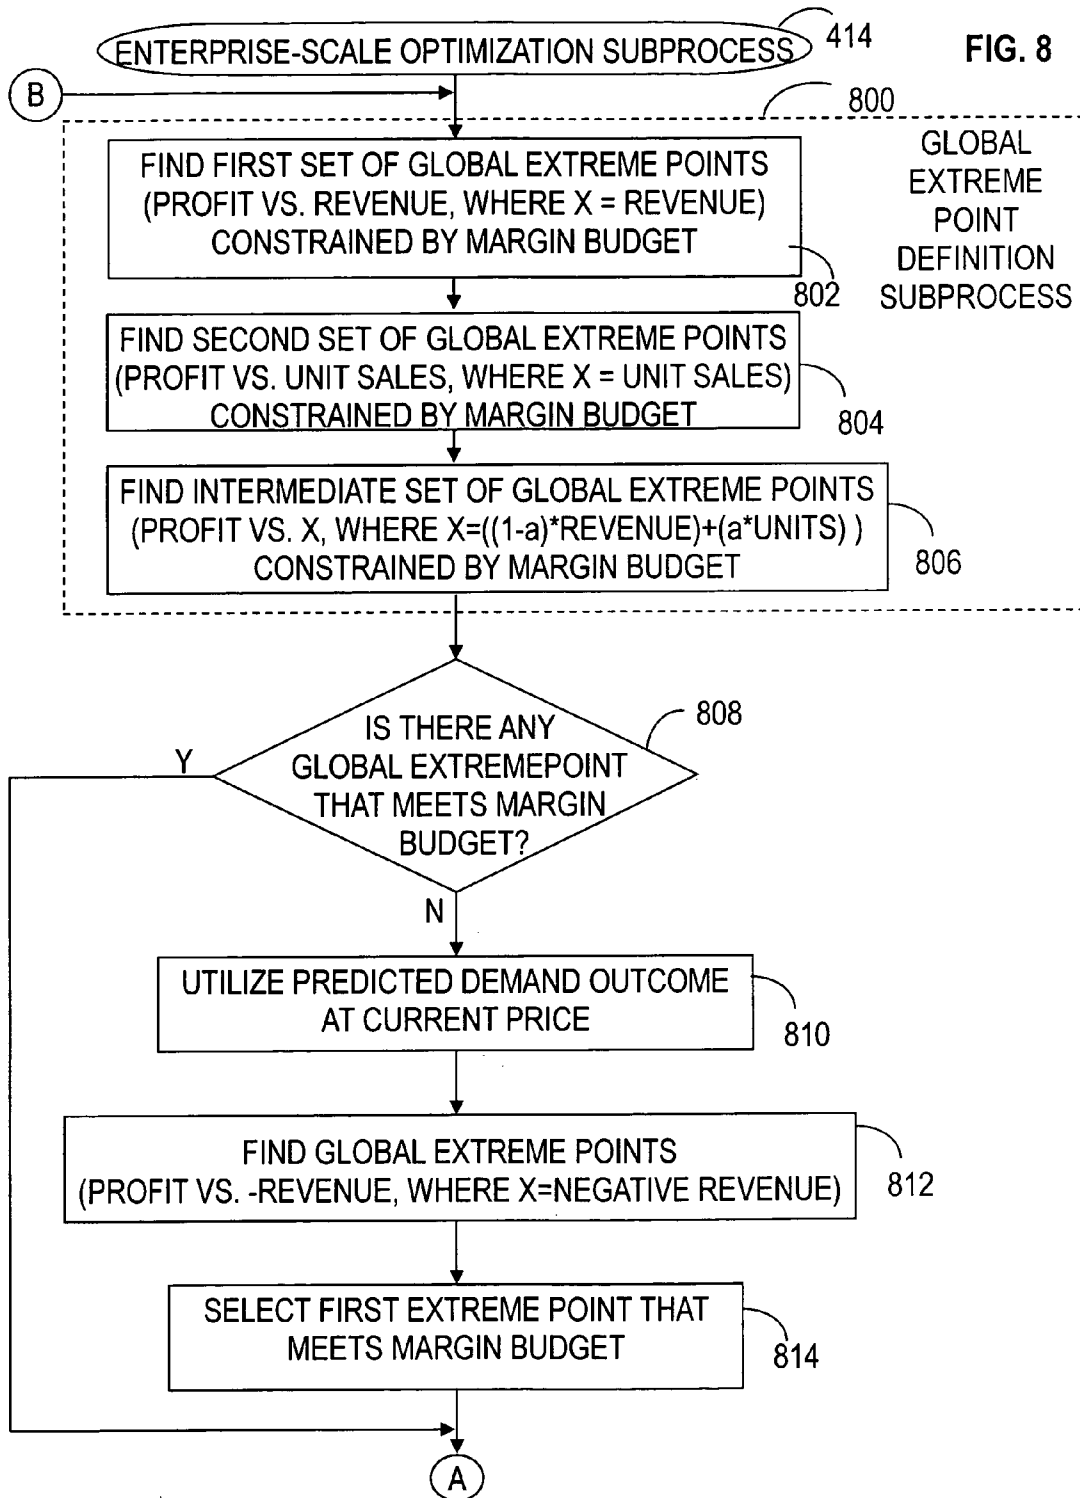 ENTERPRISE-SCALE OPTIMIZATION SUBPROCESS
414
FIG. 8
B
800
GLOBAL
EXTREME
POINT
DEFINITION
SUBPROCESS
FIND FIRST SET OF GLOBAL EXTREME POINTS
(PROFIT VS. REVENUE, WHERE X = REVENUE)
CONSTRAINED BY MARGIN BUDGET
802
FIND SECOND SET OF GLOBAL EXTREME POINTS
(PROFIT VS. UNIT SALES, WHERE X = UNIT SALES)
CONSTRAINED BY MARGIN BUDGET
804
FIND INTERMEDIATE SET OF GLOBAL EXTREME POINTS
(PROFIT VS. X, WHERE X=((1-a)*REVENUE)+(a*UNITS) )
CONSTRAINED BY MARGIN BUDGET
806
IS THERE ANY
GLOBAL EXTREMEPOINT
THAT MEETS MARGIN
BUDGET?
808
Y
N
UTILIZE PREDICTED DEMAND OUTCOME
AT CURRENT PRICE
810
FIND GLOBAL EXTREME POINTS
(PROFIT VS. -REVENUE, WHERE X=NEGATIVE REVENUE)
812
SELECT FIRST EXTREME POINT THAT
MEETS MARGIN BUDGET
814
A